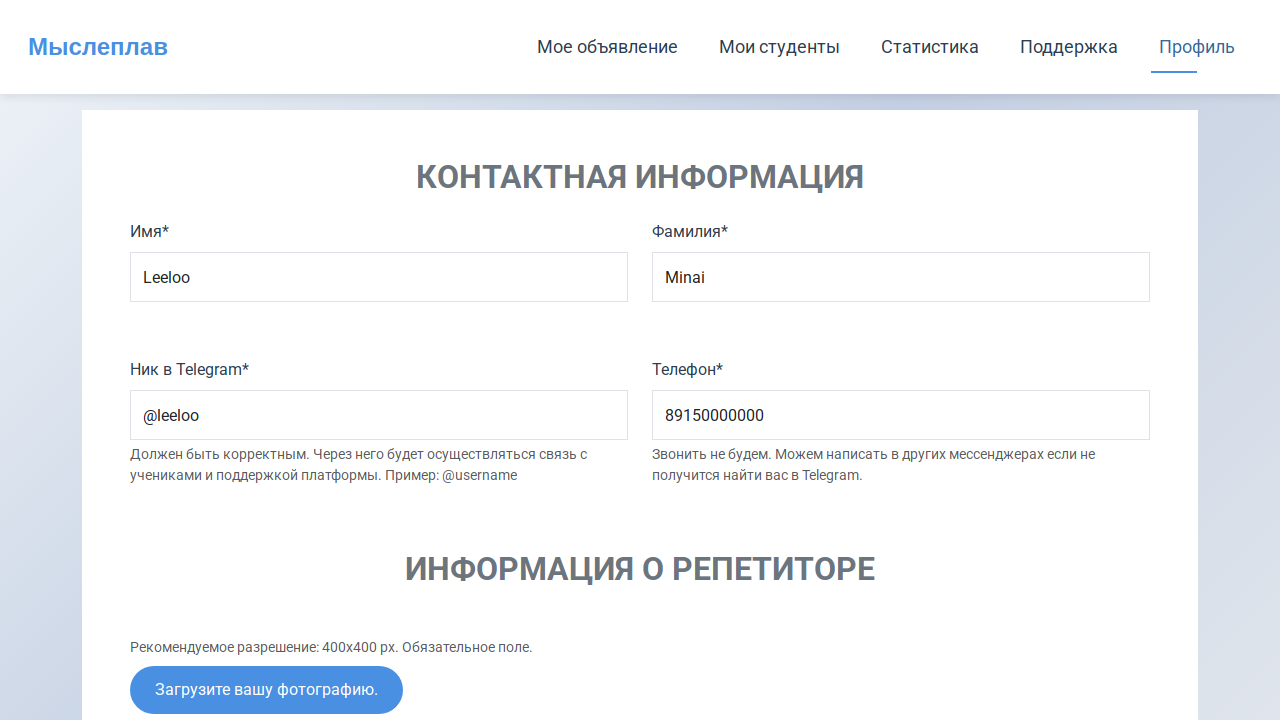 Мыслеплав
Мое объявление
Мои студенты
Статистика
Поддержка
Профиль
КОНТАКТНАЯ ИНФОРМАЦИЯ
Имя*
Фамилия*
Leeloo
Minai
Ник в Telegram*
Телефон*
@leeloo
89150000000
Должен быть корректным. Через него будет осуществляться связь с
учениками и поддержкой платформы. Пример: @username
Звонить не будем. Можем написать в других мессенджерах если не
получится найти вас в Telegram.
ИНФОРМАЦИЯ О РЕПЕТИТОРЕ
Рекомендуемое разрешение: 400x400 px. Обязательное поле.
Загрузите вашу фотографию.